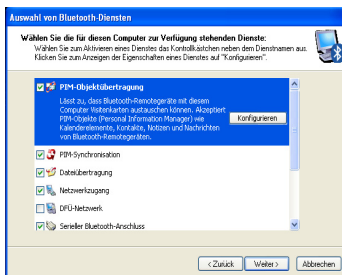 Auswahl von Bluetooth-Diensten
Wählen Sie die für diesen Computer zur Verfügung stehenden Dienste:
Wählen Sie zum Aktivieren eines Dienstes das Kontrollkästchen neben dem Dienstnamen aus.
Klicken Sie zum Anzeigen der Eigenschaften eines Dienstes auf "Konfigurieren".
PIM-Objektübertragung
Lässt zu, dass Bluetooth-Remotegeräte mit diesem
Computer Visitenkarten austauschen können. Akzeptiert
PIM-Objekte (Personal Information Manager) wie
Kalenderelemente, Kontakte, Notizen und Nachrichten
von Bluetooth-Remotegeräten.
Konfigurieren
PIM-Synchronisation
Dateiübertragung
Netzwerkzugang
DFÜ-Netzwerk
Serieller Bluetooth-Anschluss
< Zurück
Weiter >
Abbrechen